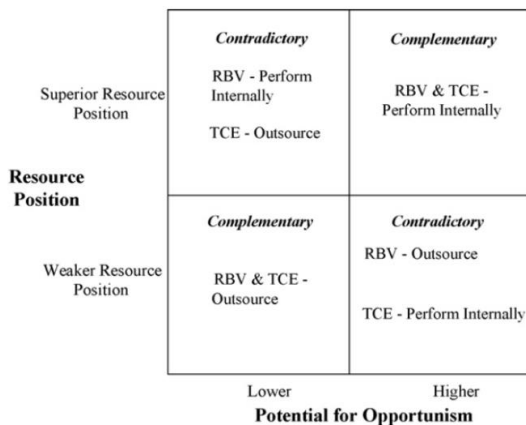 Contradictory
RBV - Perform
Internally
TCE - Outsource
Complementary
RBV & TCE -
Perform Internally
Superior Resource
Position
Resource
Position
Complementary
RBV & TCE -
Outsource
Contradictory
RBV - Outsource
TCE - Perform Internally
Weaker Resource
Position
Lower
Higher
Potential for Opportunism